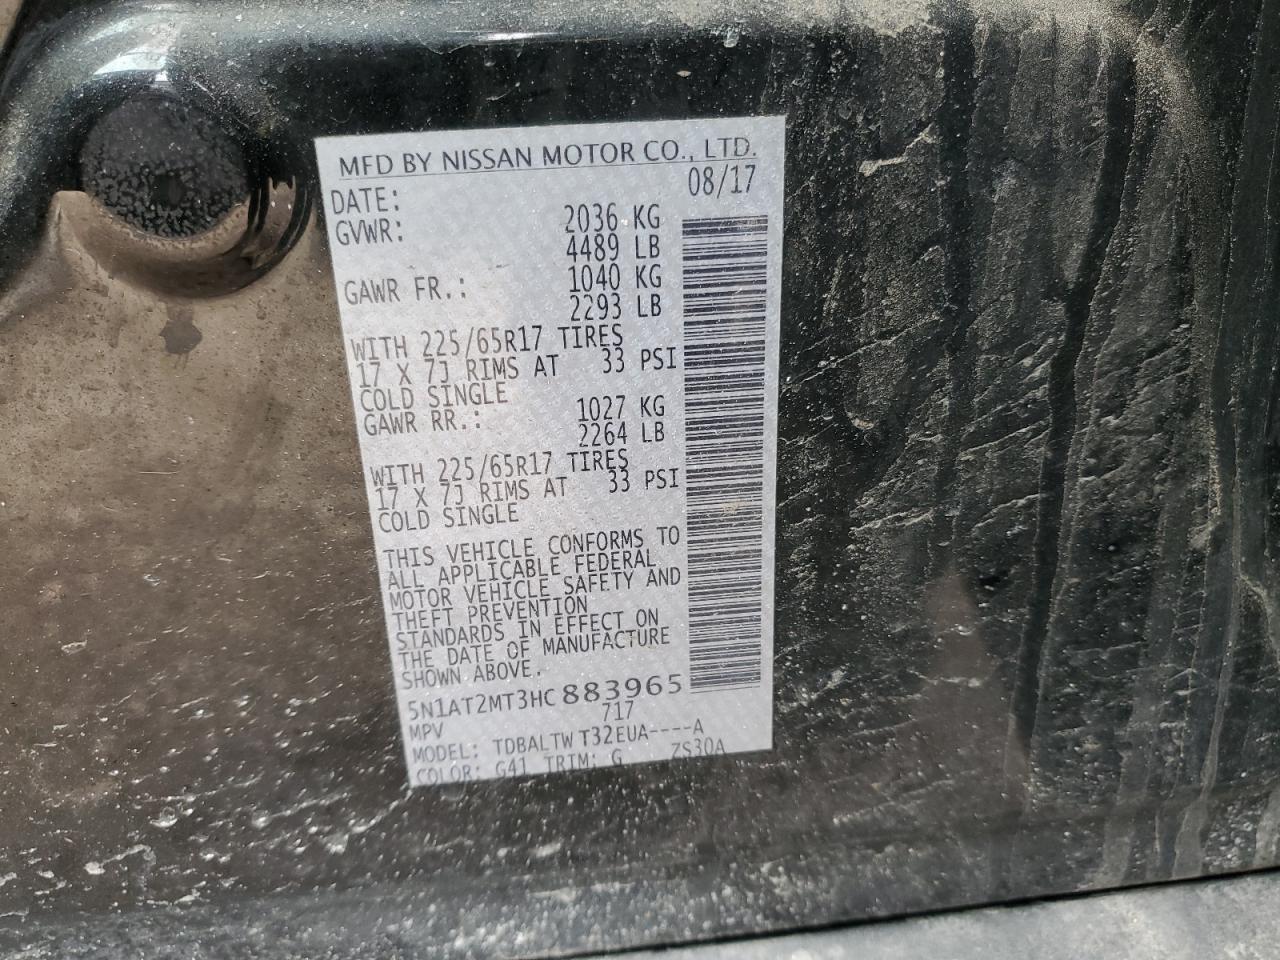 MFD BY NISSAN MOTOR CO., LTD.
DATE: 08/17
GVWR: 2036 KG
4489 LB
GAWR FR.: 1040 KG
2293 LB
WITH 225/65R17 TIRES
17 X 7J RIMS AT 33 PSI
COLD SINGLE
GAWR RR.: 1027 KG
2264 LB
WITH 225/65R17 TIRES
17 X 7J RIMS AT 33 PSI
COLD SINGLE
THIS VEHICLE CONFORMS TO
ALL APPLICABLE FEDERAL
MOTOR VEHICLE SAFETY AND
THEFT PREVENTION
STANDARDS IN EFFECT ON
THE DATE OF MANUFACTURE
SHOWN ABOVE.
5N1AT2MT3HC883965
MPV 717
MODEL: TDBALTW T32EUA----A
COLOR: G41 TRIM: G ZS30A